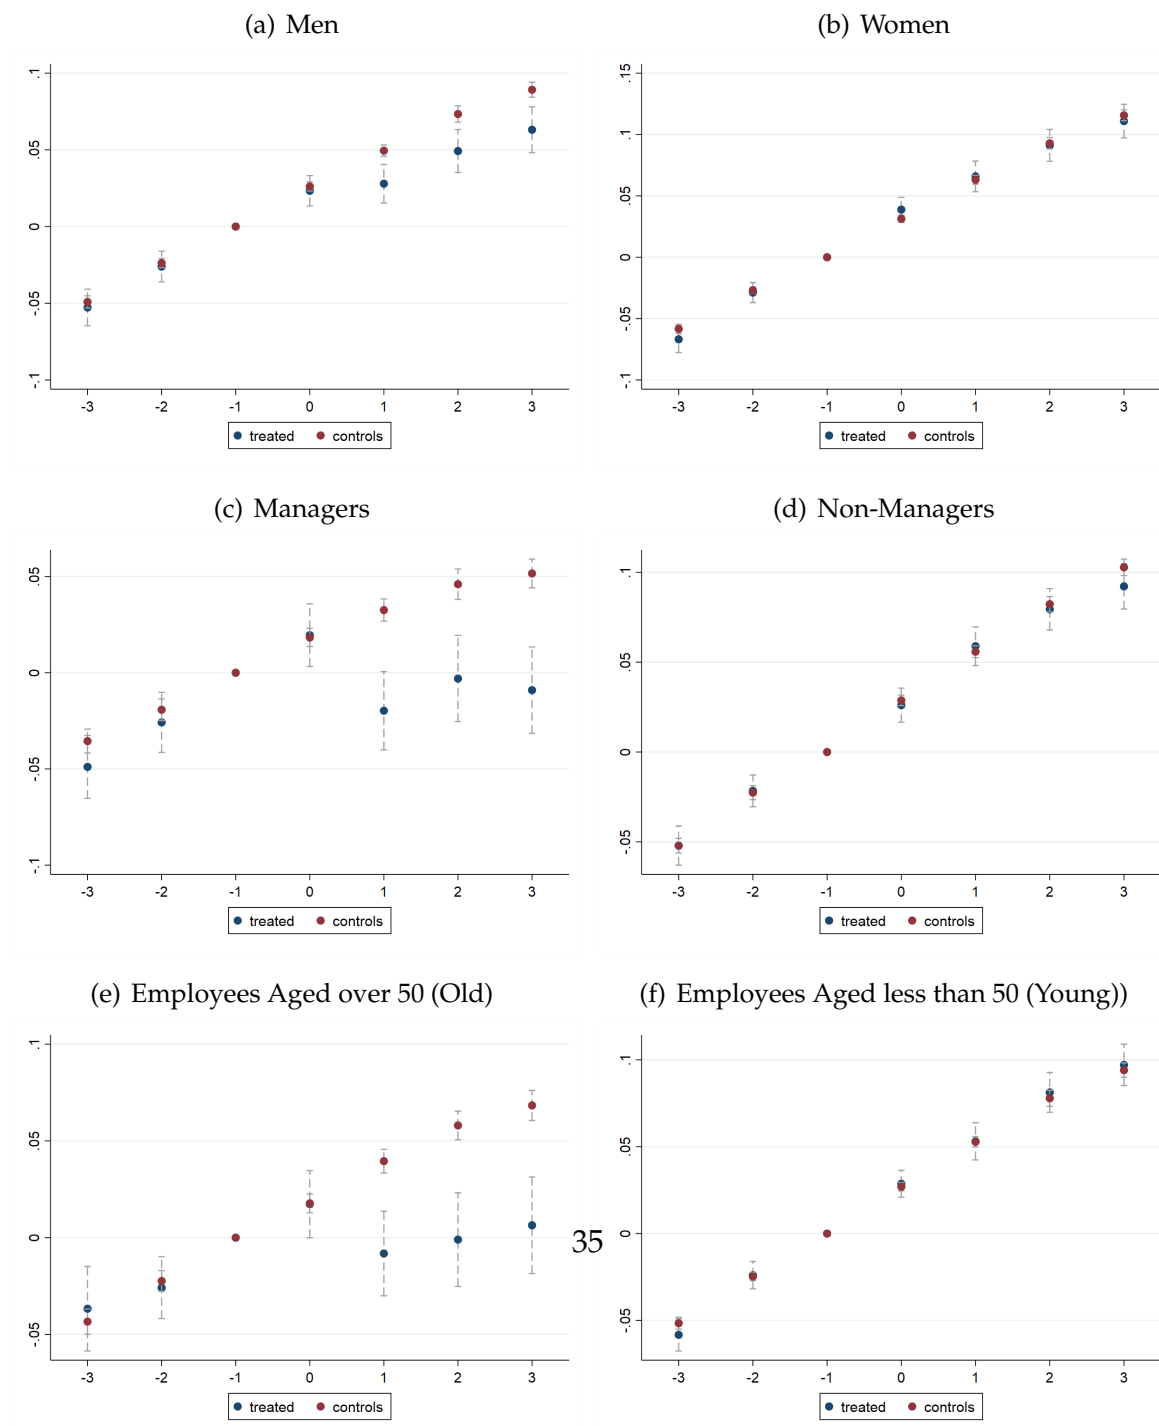 (a) Men
.1
.05
0
-.05
-.1
-3 -2 -1 0 1 2 3
treated controls
(b) Women
.15
.1
.05
0
-.05
-.1
-3 -2 -1 0 1 2 3
treated controls
(c) Managers
.05
0
-.05
-.1
-3 -2 -1 0 1 2 3
treated controls
(d) Non-Managers
.1
.05
0
-.05
-3 -2 -1 0 1 2 3
treated controls
(e) Employees Aged over 50 (Old)
.1
.05
0
-.05
-3 -2 -1 0 1 2 3
treated controls
(f) Employees Aged less than 50 (Young))
.1
.05
0
-.05
-3 -2 -1 0 1 2 3
treated controls
35